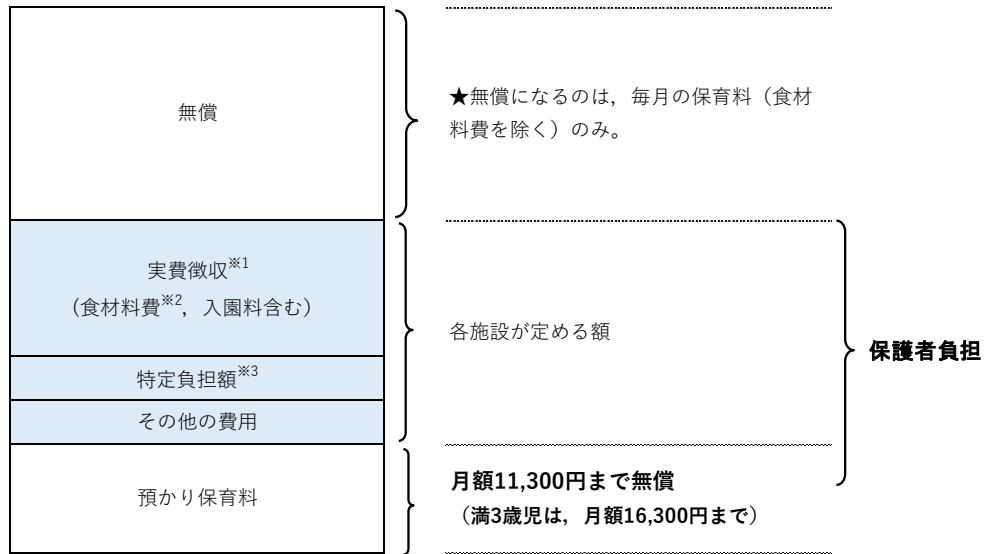 無償
★無償になるのは，毎月の保育料（食材
料費を除く）のみ。
実費徴収※1
（食材料費※2，入園料含む）
特定負担額※3
その他の費用
各施設が定める額
保護者負担
預かり保育料
月額11,300円まで無償
（満3歳児は，月額16,300円まで）